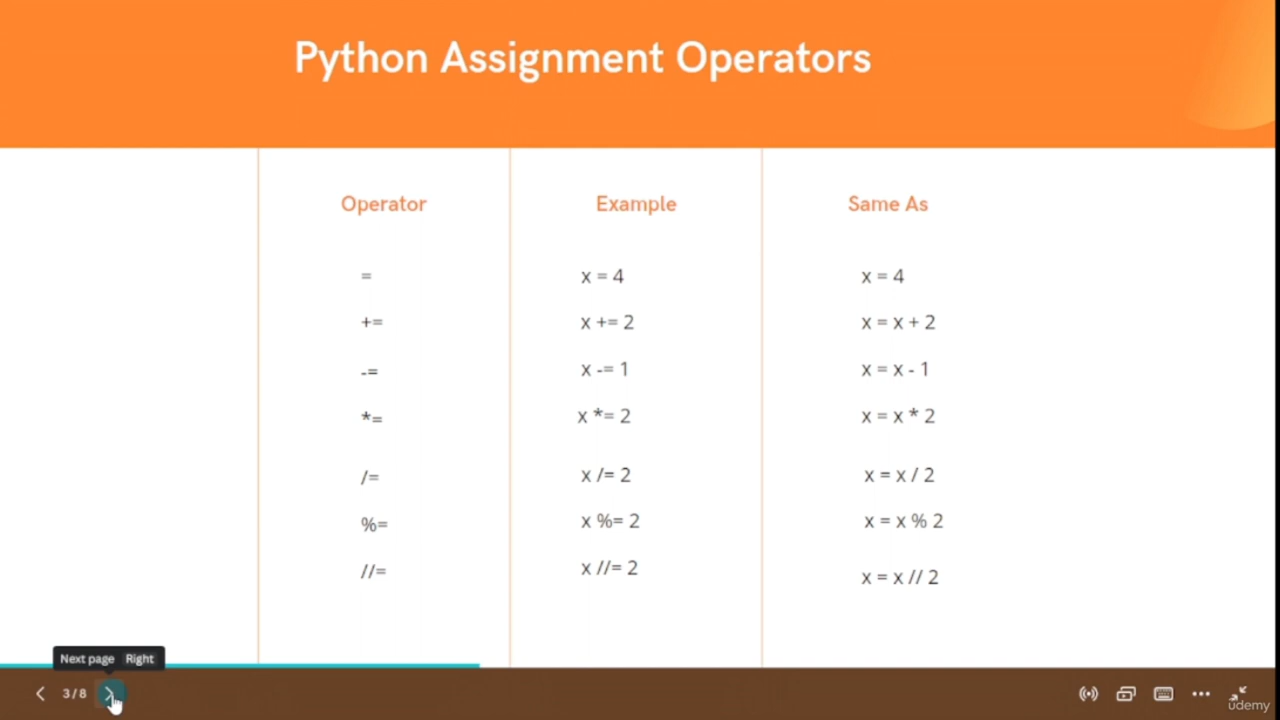 Python Assignment Operators
Operator Example Same As
= x = 4 x = 4
+= x += 2 x = x + 2
-= x -= 1 x = x - 1
*= x *= 2 x = x * 2
/= x /= 2 x = x / 2
%= x %= 2 x = x % 2
//= x //= 2 x = x // 2
Next page Right
3/8
udemy